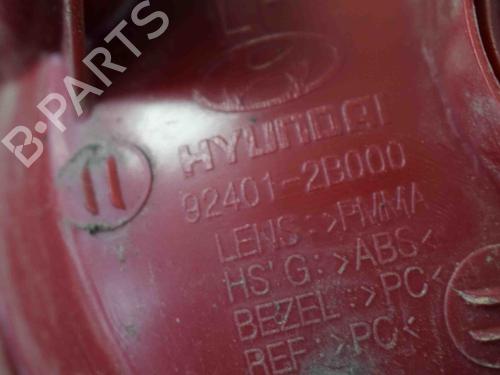 B-PARTS
HYUNDAI
92401-2B000
LENS:>PMMA
HS'G:>ABS<
BEZEL:>PC<
REF:>PC<